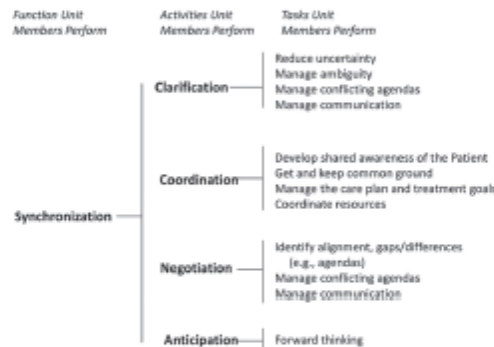 Function Unit
Members Perform
Activities Unit
Members Perform
Tasks Unit
Members Perform
Synchronization
Clarification
Reduce uncertainty
Manage ambiguity
Manage conflicting agendas
Manage communication
Coordination
Develop shared awareness of the Patient
Get and keep common ground
Manage the care plan and treatment goals
Coordinate resources
Negotiation
Identify alignment, gaps/differences
(e.g., agendas)
Manage conflicting agendas
Manage communication
Anticipation
Forward thinking